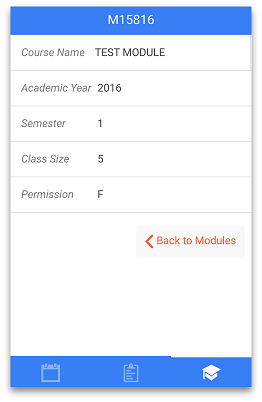 M15816
Course Name TEST MODULE
Academic Year 2016
Semester 1
Class Size 5
Permission F
Back to Modules